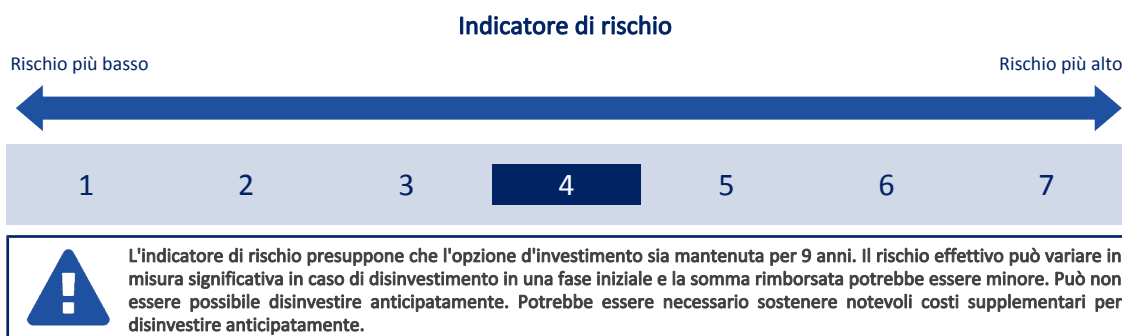 Indicatore di rischio
Rischio più basso
Rischio più alto
1 2 3 4 5 6 7
L'indicatore di rischio presuppone che l'opzione d'investimento sia mantenuta per 9 anni. Il rischio effettivo può variare in
misura significativa in caso di disinvestimento in una fase iniziale e la somma rimborsata potrebbe essere minore. Può non
essere possibile disinvestire anticipatamente. Potrebbe essere necessario sostenere notevoli costi supplementari per
disinvestire anticipatamente.